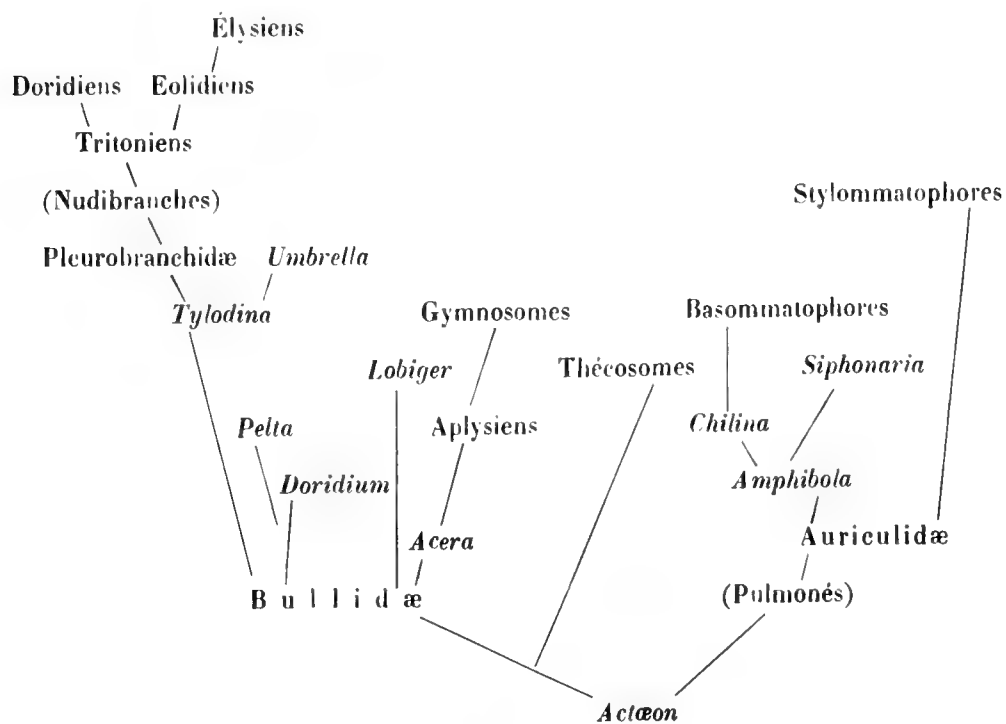 Élysiens
Doridiens Eolidiens
Tritoniens
(Nudibranches)
Stylommatophores
Pleurobranchidæ Umbrella
Tylodina
Gymnosomes
Basommatophores
Lobiger
Thécosomes
Siphonaria
Pelta
Aplysiens
Chilina
Doridium
Amphibola
Acera
Auriculidæ
Bullidæ
(Pulmonés)
Actæon